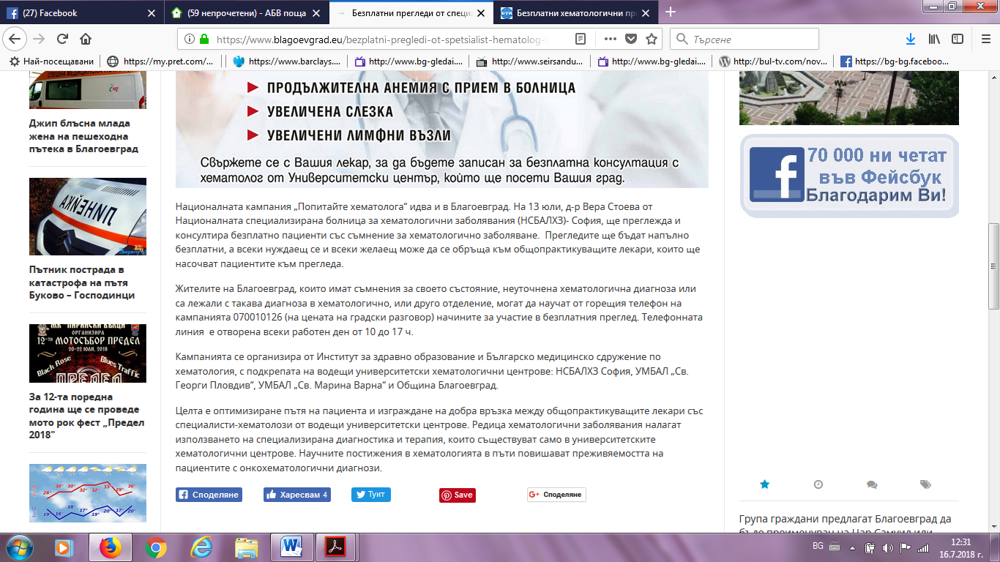 (27) Facebook
(59 непрочетени) - АБВ поща
Безплатни прегледи от специа
Безплатни хематологични пр
https://www.blagoevgrad.eu/bezplatni-pregledi-ot-spetsialist-hematolog-
Търсене
Най-посещавани
https://my.pret.com/...
https://www.barclays....
http://www.bg-gledai....
http://www.seirsandu...
http://www.bg-gledai....
http://bul-tv.com/nov...
https://bg-bg.faceboo...
СПЕШНА МЕДИЦИНСКА
Джип блъсна млада
жена на пешеходна
пътека в Благоевград
ЛИНЕЙКА
Пътник пострада в
катастрофа на пътя
Буково – Господинци
МК ПИРИНСКИ ВЪЛЦИ
ОРГАНИЗИРА
12-ТИ МОТОСЪБОР ПРЕДЕЛ
20-22 ЮЛИ, 2018
Black Rose
Blues Traffic
ПРЕДЕЛ
За 12-та поредна
година ще се проведе
мото рок фест „Предел
2018"
28° 30° 30° 32° 32° 33° 29° 30°
19° 16° 18° 17° 19° 20° 17° 20°
ПРОДЪЛЖИТЕЛНА АНЕМИЯ С ПРИЕМ В БОЛНИЦА
УВЕЛИЧЕНА СЛЕЗКА
УВЕЛИЧЕНИ ЛИМФНИ ВЪЗЛИ
Свържете се с Вашия лекар, за да бъдете записан за безплатна консултация с
хематолог от Университетски център, който ще посети Вашия град.
Националната кампания „Попитайте хематолога“ идва и в Благоевград. На 13 юли, д-р Вера Стоева от
Националната специализирана болница за хематологични заболявания (НСБАЛХЗ)- София, ще преглежда и
консултира безплатно пациенти със съмнение за хематологично заболяване. Прегледите ще бъдат напълно
безплатни, а всеки нуждаещ се и всеки желаещ може да се обръща към общопрактикуващите лекари, които ще
насочват пациентите към прегледа.
Жителите на Благоевград, които имат съмнения за своето състояние, неуточнена хематологична диагноза или
са лежали с такава диагноза в хематологично, или друго отделение, могат да научат от горещия телефон на
кампанията 070010126 (на цената на градски разговор) начините за участие в безплатния преглед. Телефонната
линия е отворена всеки работен ден от 10 до 17 ч.
Кампанията се организира от Институт за здравно образование и Българско медицинско сдружение по
хематология, с подкрепата на водещи университетски хематологични центрове: НСБАЛХЗ София, УМБАЛ „Св.
Георги Пловдив“, УМБАЛ „Св. Марина Варна“ и Община Благоевград.
Целта е оптимизиране пътя на пациента и изграждане на добра връзка между общопрактикуващите лекари със
специалисти-хематолози от водещи университетски центрове. Редица хематологични заболявания налагат
използването на специализирана диагностика и терапия, които съществуват само в университетските
хематологични центрове. Научните постижения в хематологията в пъти повишават преживяемостта на
пациентите с онкохематологични диагнози.
Споделяне
Харесвам 4
Туит
Save
Споделяне
70 000 ни четат
във Фейсбук
Благодарим Ви!
Група граждани предлагат Благоевград да
бъде преименуван на Цар Самуил или
BG
12:31
16.7.2018 г.